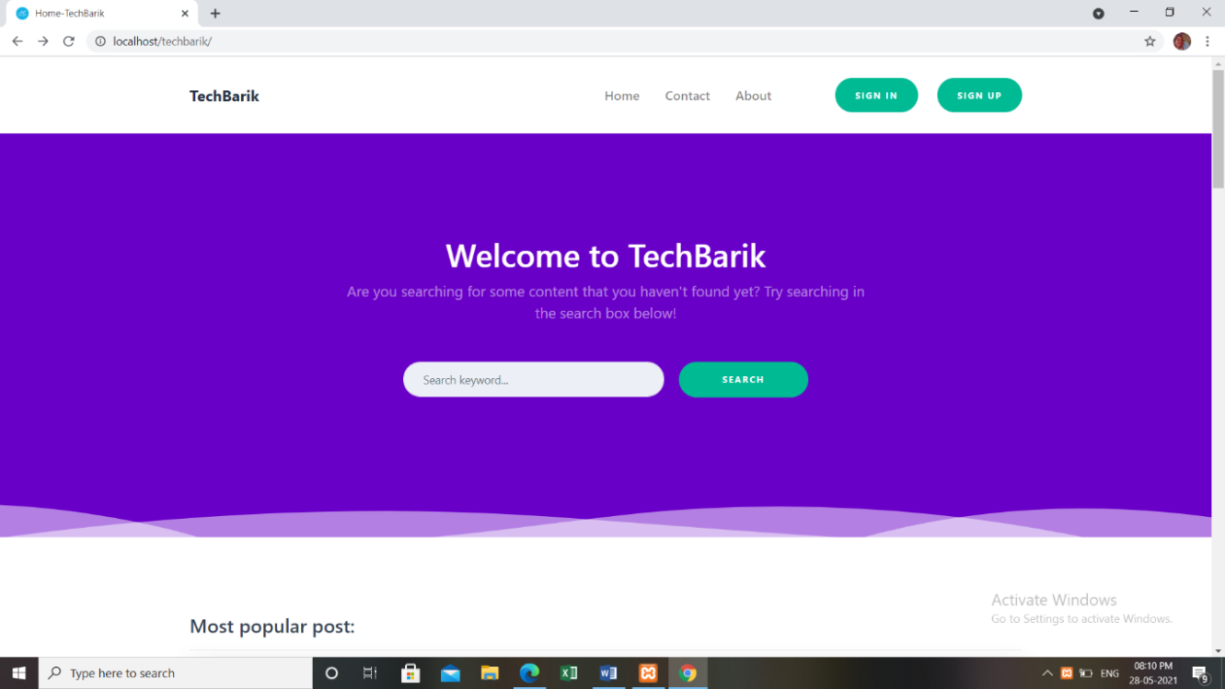 Home-TechBarik
localhost/techbarik/
TechBarik
Home Contact About SIGN IN SIGN UP
Welcome to TechBarik
Are you searching for some content that you haven't found yet? Try searching in
the search box below!
Search keyword... SEARCH
Most popular post:
Activate Windows
Go to Settings to activate Windows.
Type here to search
ENG
08:10 PM
28-05-2021
9